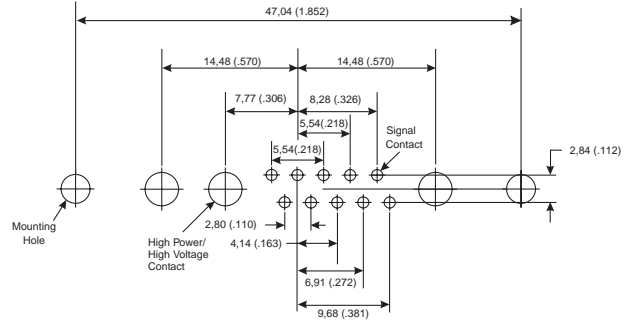 47,04 (1.852)
14,48 (.570)
14,48 (.570)
7,77 (.306)
8,28 (.326)
5,54(.218)
5,54(.218)
Signal
Contact
2,84 (.112)
Mounting
Hole
High Power/
High Voltage
Contact
2,80 (.110)
4,14 (.163)
6,91 (.272)
9,68 (.381)